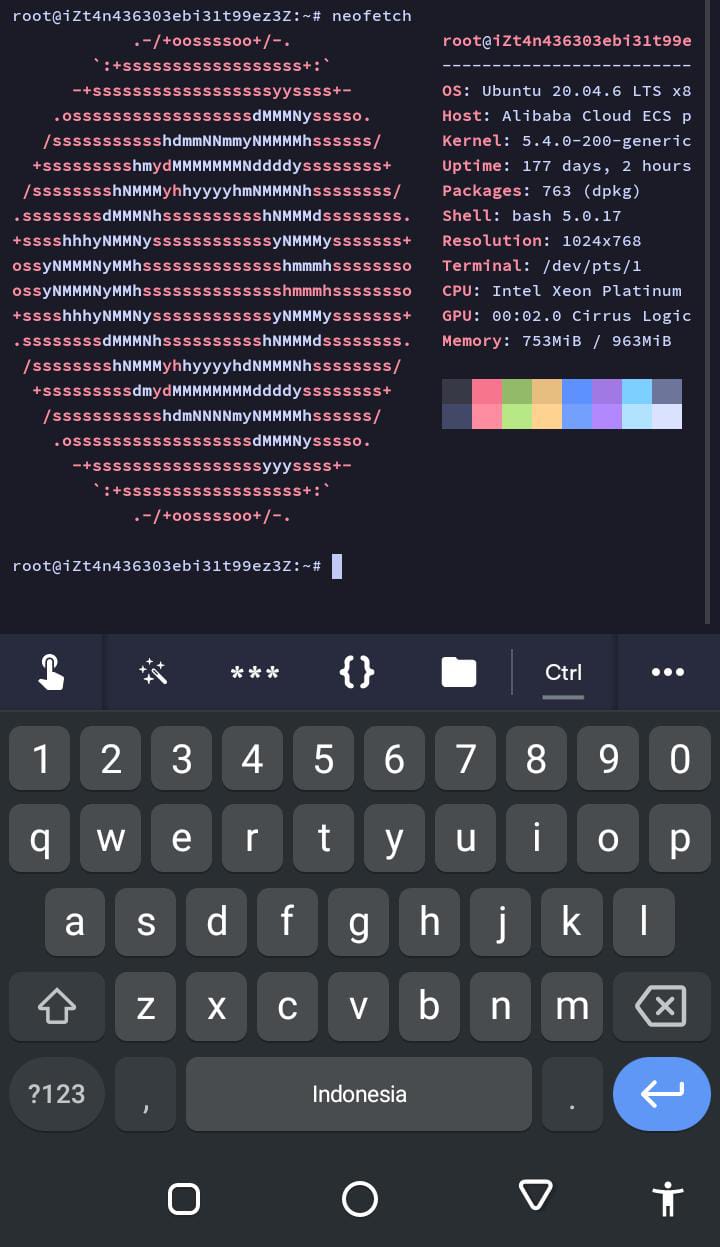 root@iZt4n436303ebi31t99ez3Z:~# neofetch
.-/+oossssoo+/-.
`:+ssssssssssssssssss+:`
-+ssssssssssssssssssyyssss+-
.ossssssssssssssssssdMMMNysssso.
/ssssssssssshdmmNNmmyNMMMMhssssss/
+ssssssssshmydMMMMMMMNddddyssssssss+
/sssssssshNMMMyhhyyyyhmNMMMNhssssssss/
.ssssssssdMMMNhsssssssssshNMMMdssssssss.
+sssshhhyNMMNyssssssssssssyNMMMysssssss+
ossyNMMMNyMMhsssssssssssssshmmmhssssssso
ossyNMMMNyMMhsssssssssssssshmmmhssssssso
+sssshhhyNMMNyssssssssssssyNMMMysssssss+
.ssssssssdMMMNhsssssssssshNMMMdssssssss.
/sssssssshNMMMyhhyyyyhdNMMMNhssssssss/
+sssssssssdmydMMMMMMMMddddyssssssss+
/ssssssssssshdmNNNNmyNMMMMhssssss/
.ossssssssssssssssssdMMMNysssso.
-+sssssssssssssssssyyyssss+-
`:+ssssssssssssssssss+:`
.-/+oossssoo+/-.
root@iZt4n436303ebi31t99e
-------------------------
OS: Ubuntu 20.04.6 LTS x8
Host: Alibaba Cloud ECS p
Kernel: 5.4.0-200-generic
Uptime: 177 days, 2 hours
Packages: 763 (dpkg)
Shell: bash 5.0.17
Resolution: 1024x768
Terminal: /dev/pts/1
CPU: Intel Xeon Platinum
GPU: 00:02.0 Cirrus Logic
Memory: 753MiB / 963MiB
root@iZt4n436303ebi31t99ez3Z:~#
*** {} Ctrl
1 2 3 4 5 6 7 8 9 0
q w e r t y u i o p
a s d f g h j k l
z x c v b n m
?123 , Indonesia .